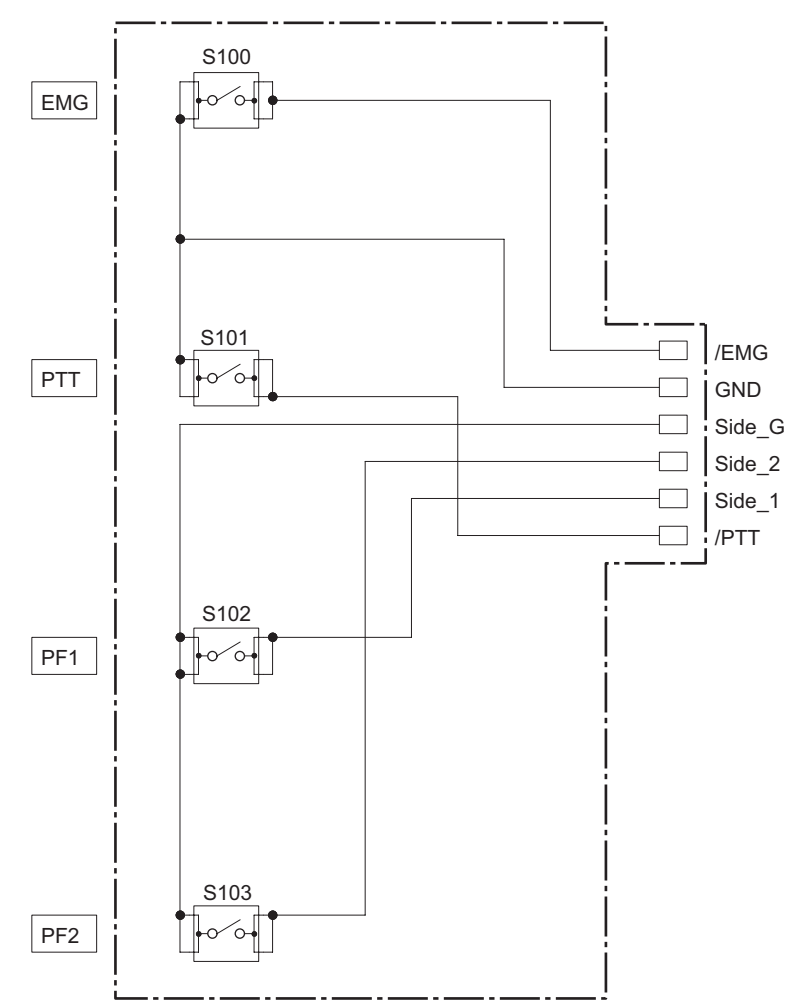 S100
EMG
S101
PTT
/EMG
GND
Side_G
Side_2
Side_1
/PTT
S102
PF1
S103
PF2